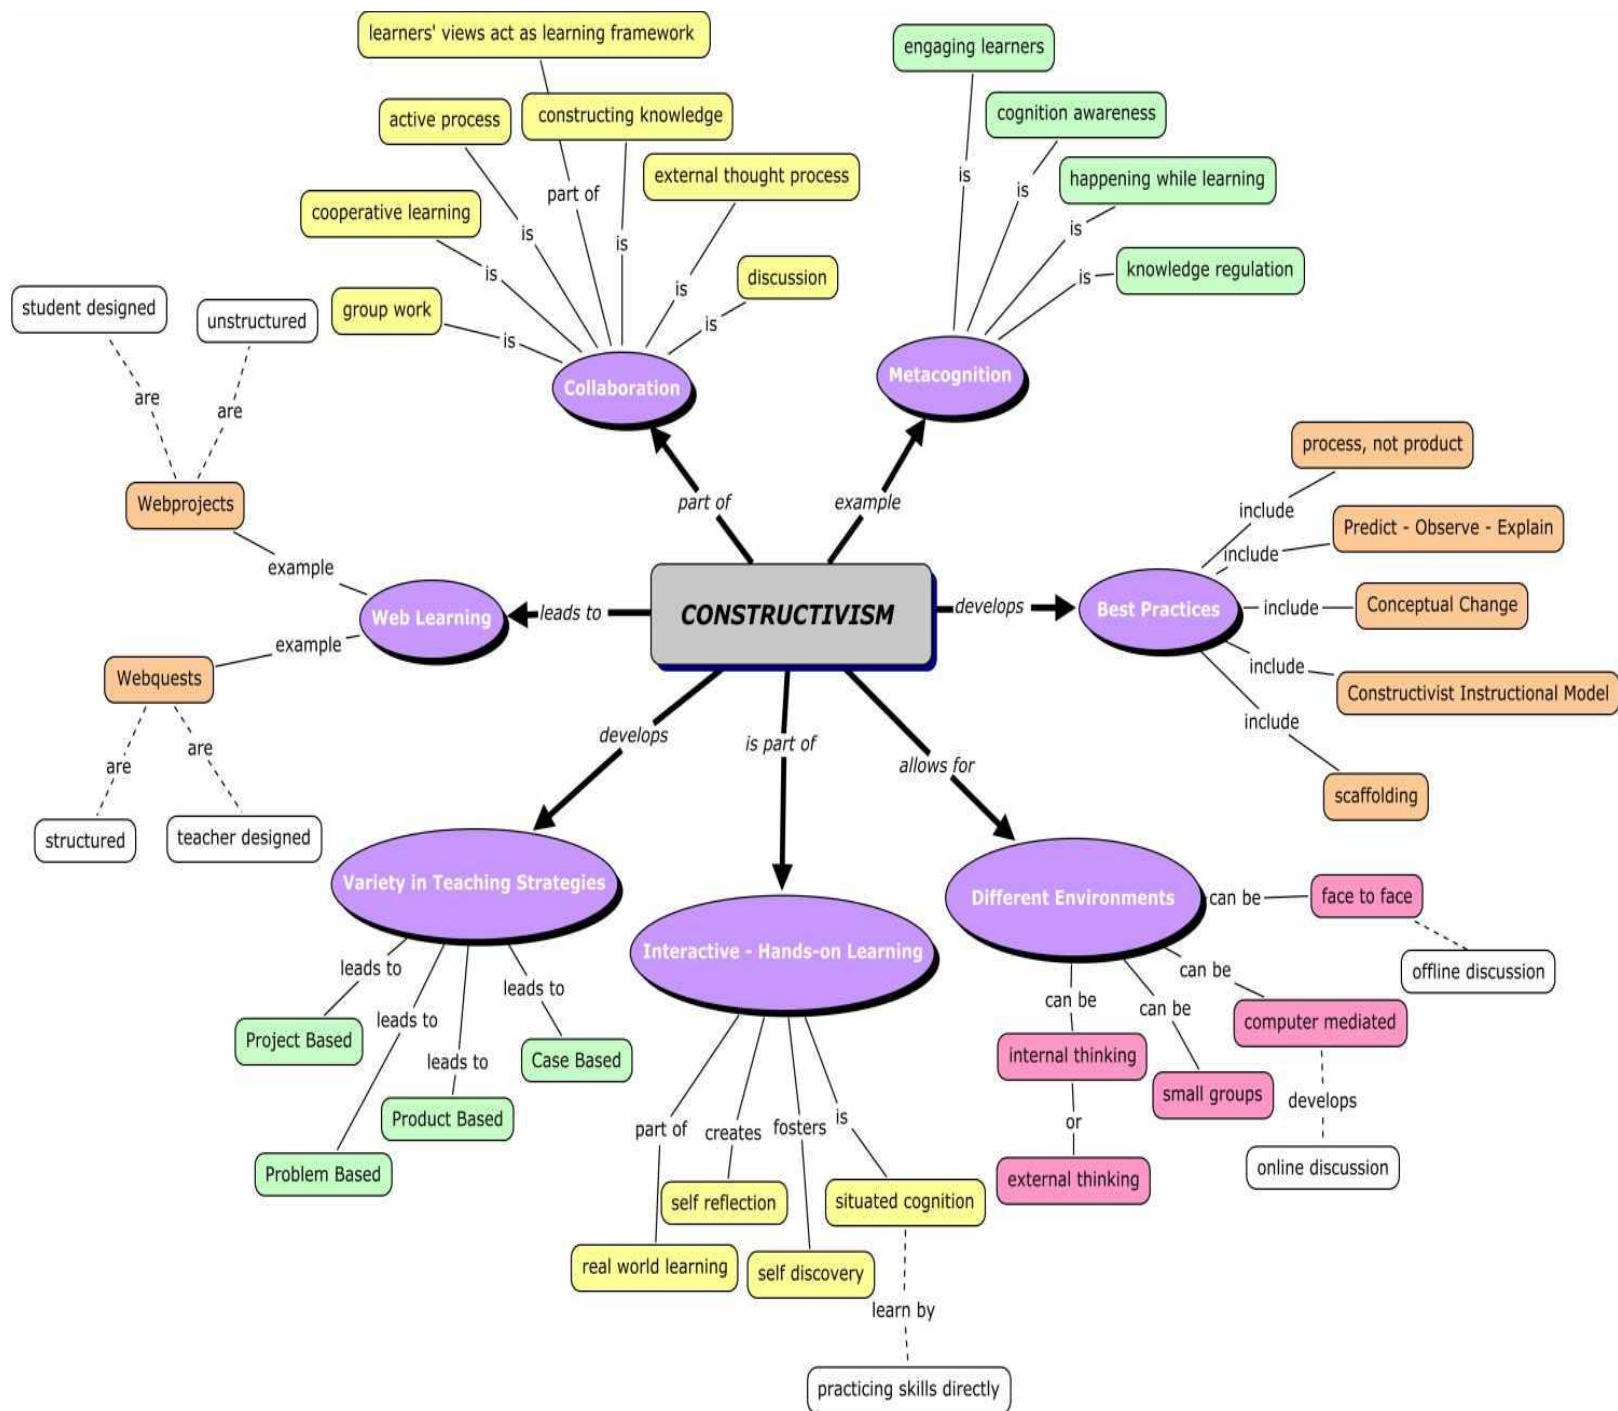 learners' views act as learning framework
engaging learners
active process
constructing knowledge
cognition awareness
external thought process
happening while learning
part of
is
is
cooperative learning
is
is
is
is
is
discussion
is
knowledge regulation
student designed
unstructured
group work
is
is
is
Collaboration
Metacognition
are
are
process, not product
Webprojects
part of
example
include
Predict - Observe - Explain
include
example
Web Learning
leads to
CONSTRUCTIVISM
develops
Best Practices
include
Conceptual Change
example
Webquests
include
Constructivist Instructional Model
include
develops
is part of
allows for
are
are
scaffolding
structured
teacher designed
Variety in Teaching Strategies
Different Environments
can be
face to face
Interactive - Hands-on Learning
leads to
leads to
can be
offline discussion
can be
can be
leads to
computer mediated
Project Based
leads to
Case Based
internal thinking
small groups
develops
Product Based
part of
creates
fosters
is
or
Problem Based
external thinking
online discussion
self reflection
situated cognition
real world learning
self discovery
learn by
practicing skills directly